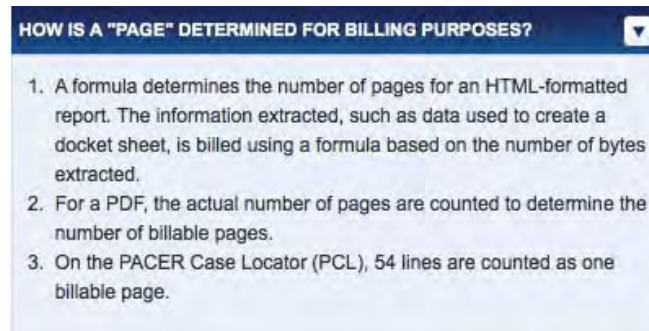 HOW IS A "PAGE" DETERMINED FOR BILLING PURPOSES?
1. A formula determines the number of pages for an HTML-formatted
report. The information extracted, such as data used to create a
docket sheet, is billed using a formula based on the number of bytes
extracted.
2. For a PDF, the actual number of pages are counted to determine the
number of billable pages.
3. On the PACER Case Locator (PCL), 54 lines are counted as one
billable page.